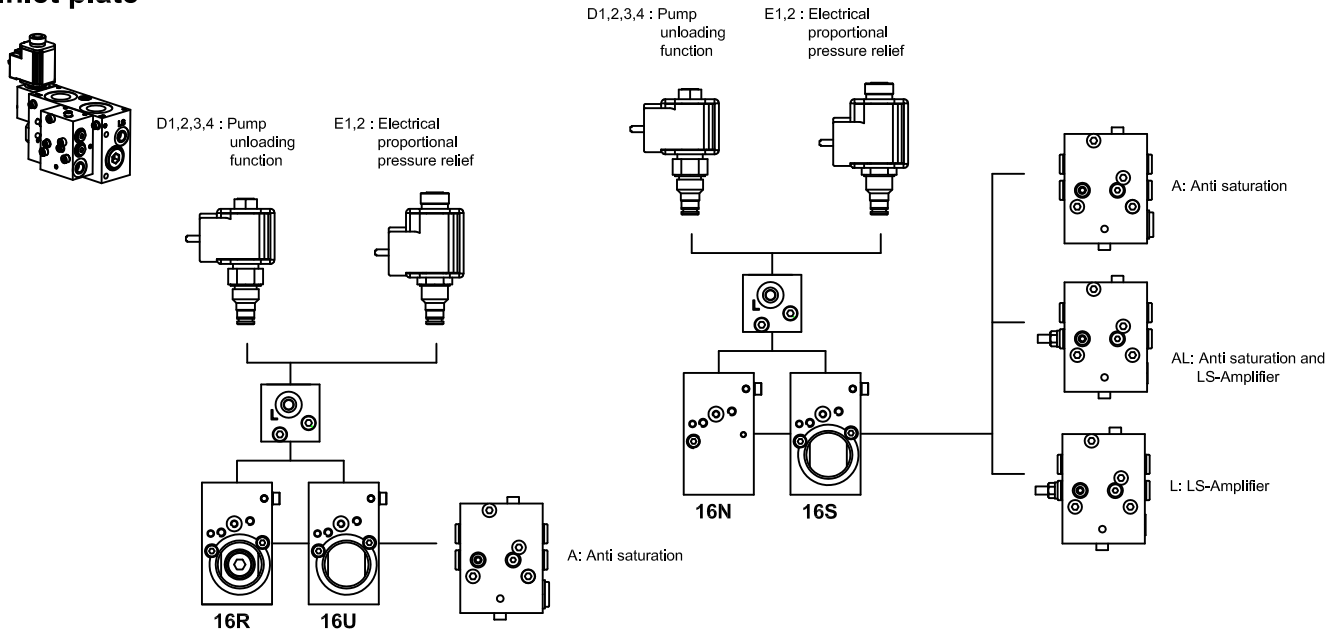 Inlet plate
D1,2,3,4 : Pump
unloading
function
E1,2 : Electrical
proportional
pressure relief
L
16R
16U
A: Anti saturation
D1,2,3,4 : Pump
unloading
function
E1,2 : Electrical
proportional
pressure relief
L
16N
16S
A: Anti saturation
AL: Anti saturation and
LS-Amplifier
L: LS-Amplifier